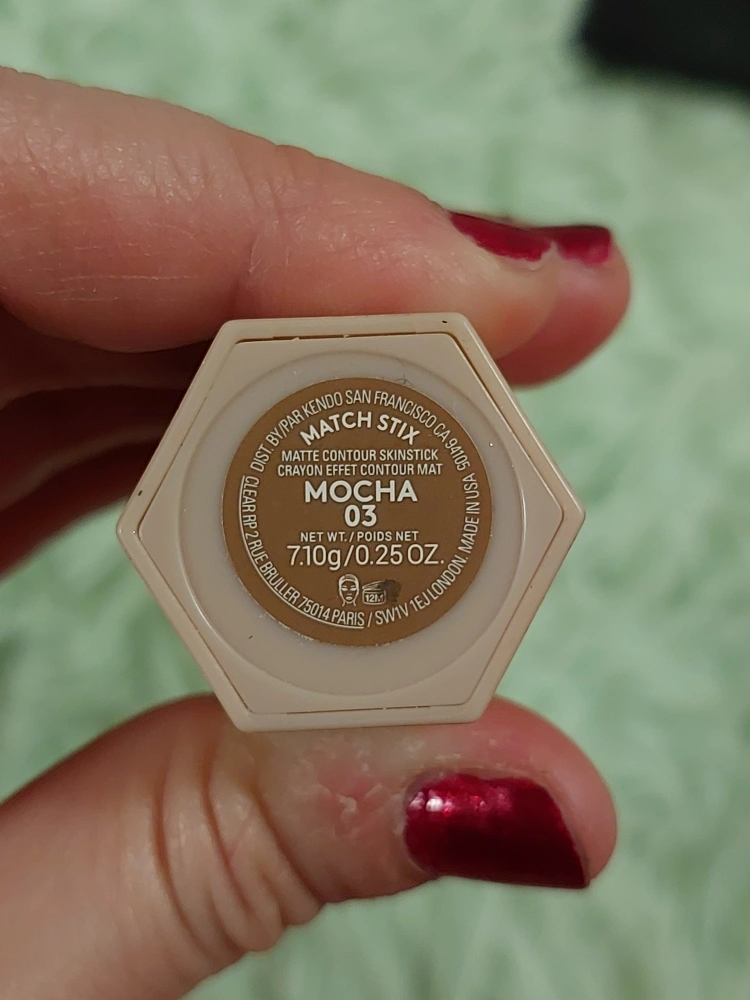 DIST. BY/PAR KENDO SAN FRANCISCO CA 94105
MATCH STIX
MATTE CONTOUR SKINSTICK
CRAYON EFFET CONTOUR MAT
MOCHA
03
NET WT. / POIDS NET
7.10g/0.25 OZ.
12M
CLEAR RP 2 RUE BRULLER 75014 PARIS / SW1V 1EJ LONDON. MADE IN USA